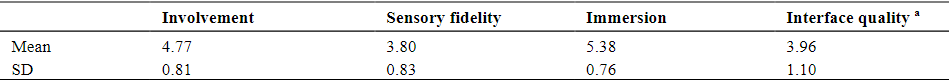 Involvement Sensory fidelity Immersion Interface quality ᵃ
Mean 4.77 3.80 5.38 3.96
SD 0.81 0.83 0.76 1.10